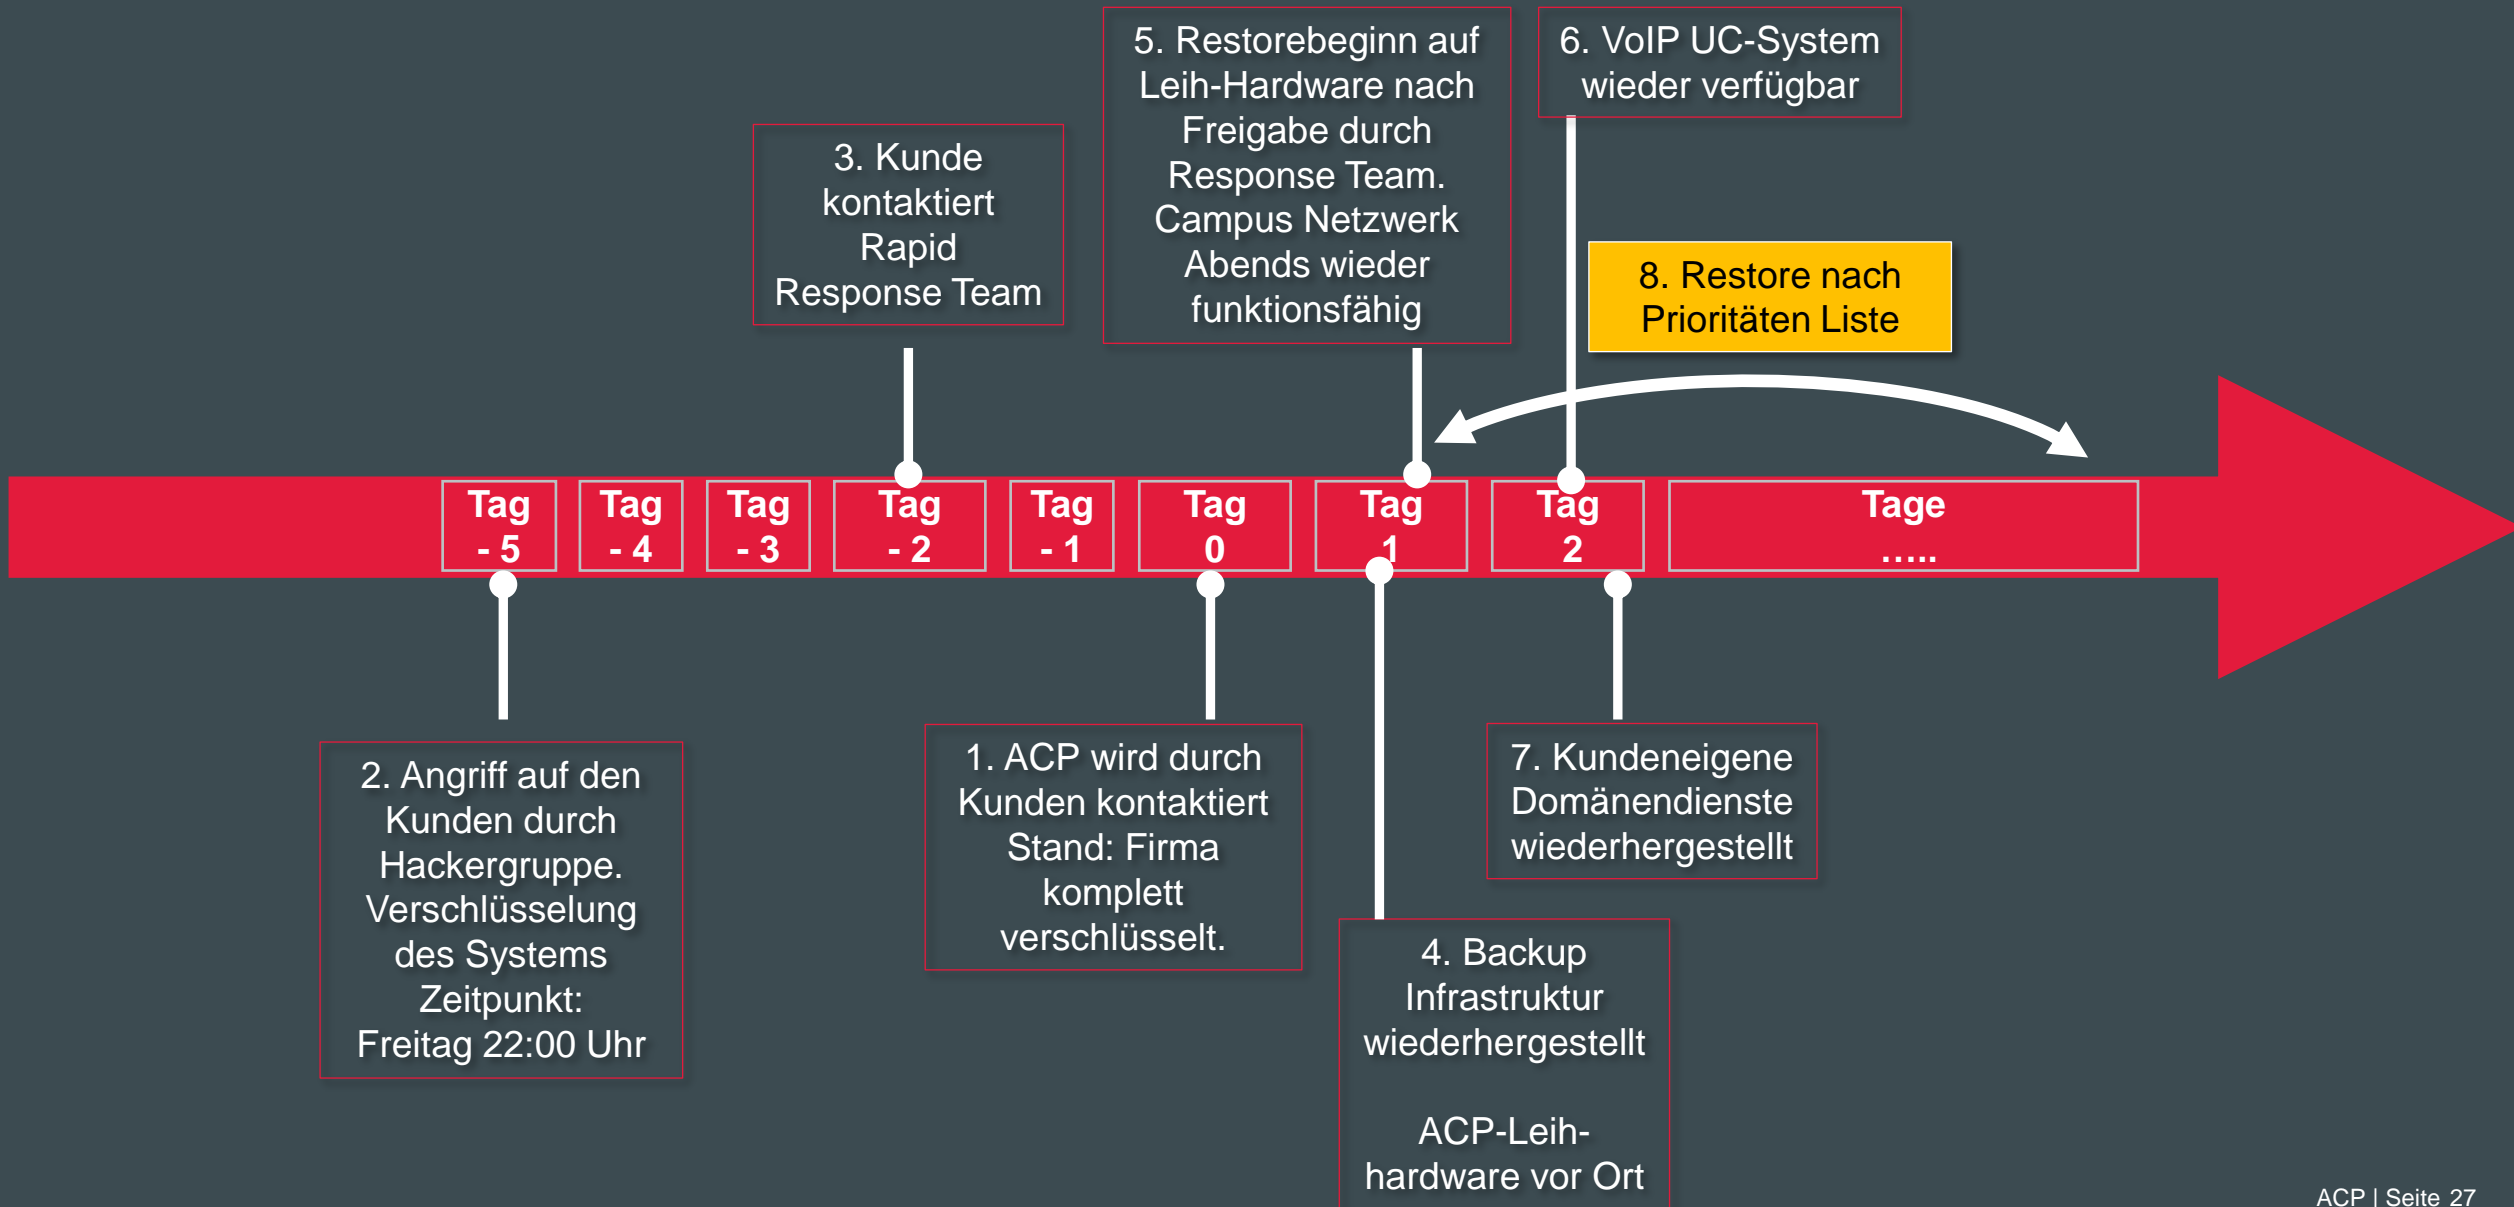 5. Restorebeginn auf
Leih-Hardware nach
Freigabe durch
Response Team.
Campus Netzwerk
Abends wieder
funktionsfähig
6. VoIP UC-System
wieder verfügbar
3. Kunde
kontaktiert
Rapid
Response Team
8. Restore nach
Prioritäten Liste
Tag
- 5
Tag
- 4
Tag
- 3
Tag
- 2
Tag
- 1
Tag
0
Tag
1
Tag
2
Tage
…..
2. Angriff auf den
Kunden durch
Hackergruppe.
Verschlüsselung
des Systems
Zeitpunkt:
Freitag 22:00 Uhr
1. ACP wird durch
Kunden kontaktiert
Stand: Firma
komplett
verschlüsselt.
7. Kundeneigene
Domänendienste
wiederhergestellt
4. Backup
Infrastruktur
wiederhergestellt
ACP-Leih-
hardware vor Ort
ACP | Seite 27